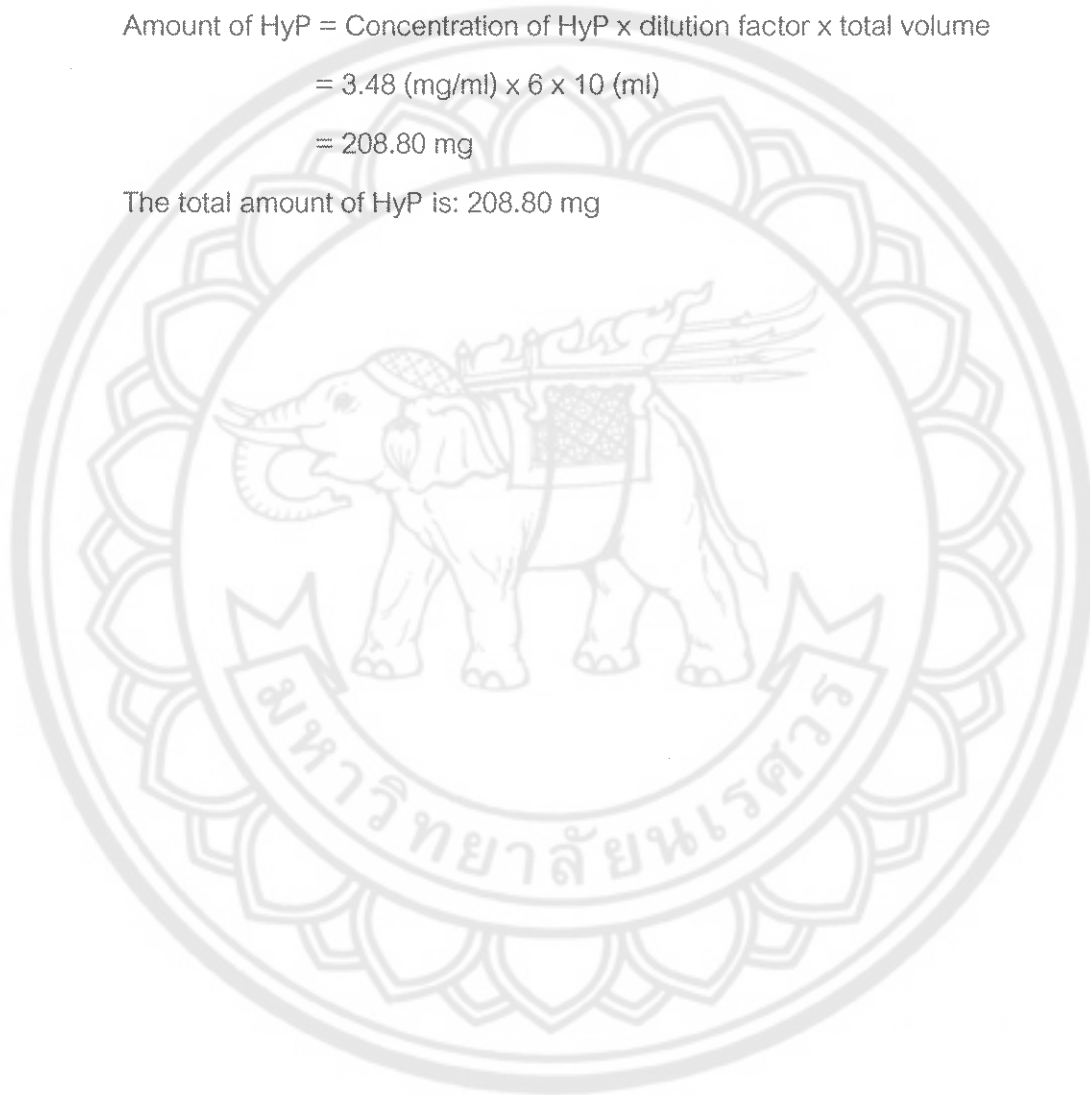 Amount of HyP = Concentration of HyP x dilution factor x total volume
= 3.48 (mg/ml) x 6 x 10 (ml)
= 208.80 mg
The total amount of HyP is: 208.80 mg
มหาวิทยาลัยนเรศวร